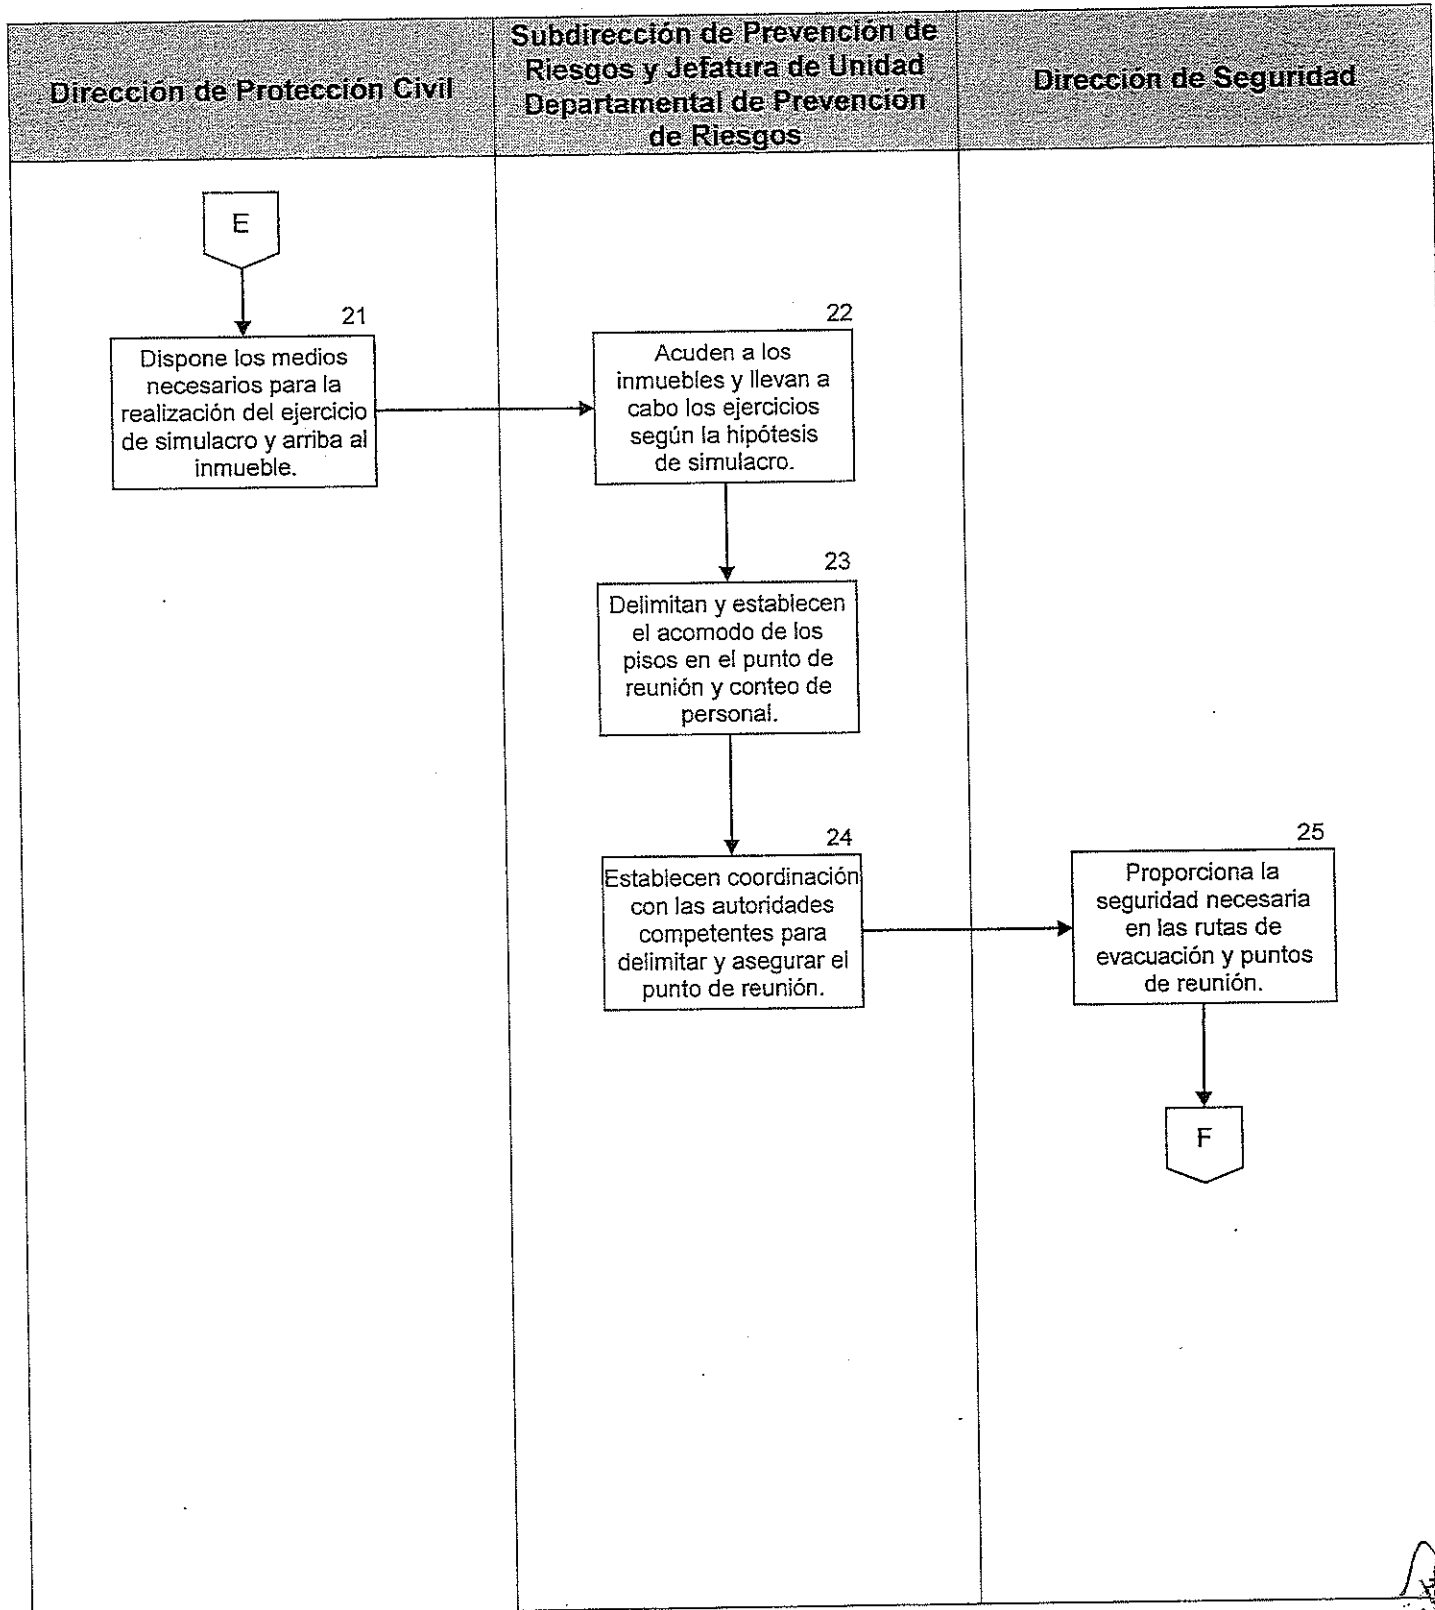 Dirección de Protección Civil
Subdirección de Prevención de
Riesgos y Jefatura de Unidad
Departamental de Prevención
de Riesgos
Dirección de Seguridad
E
21
Dispone los medios
necesarios para la
realización del ejercicio
de simulacro y arriba al
inmueble.
22
Acuden a los
inmuebles y llevan a
cabo los ejercicios
según la hipótesis
de simulacro.
23
Delimitan y establecen
el acomodo de los
pisos en el punto de
reunión y conteo de
personal.
24
Establecen coordinación
con las autoridades
competentes para
delimitar y asegurar el
punto de reunión.
25
Proporciona la
seguridad necesaria
en las rutas de
evacuación y puntos
de reunión.
F